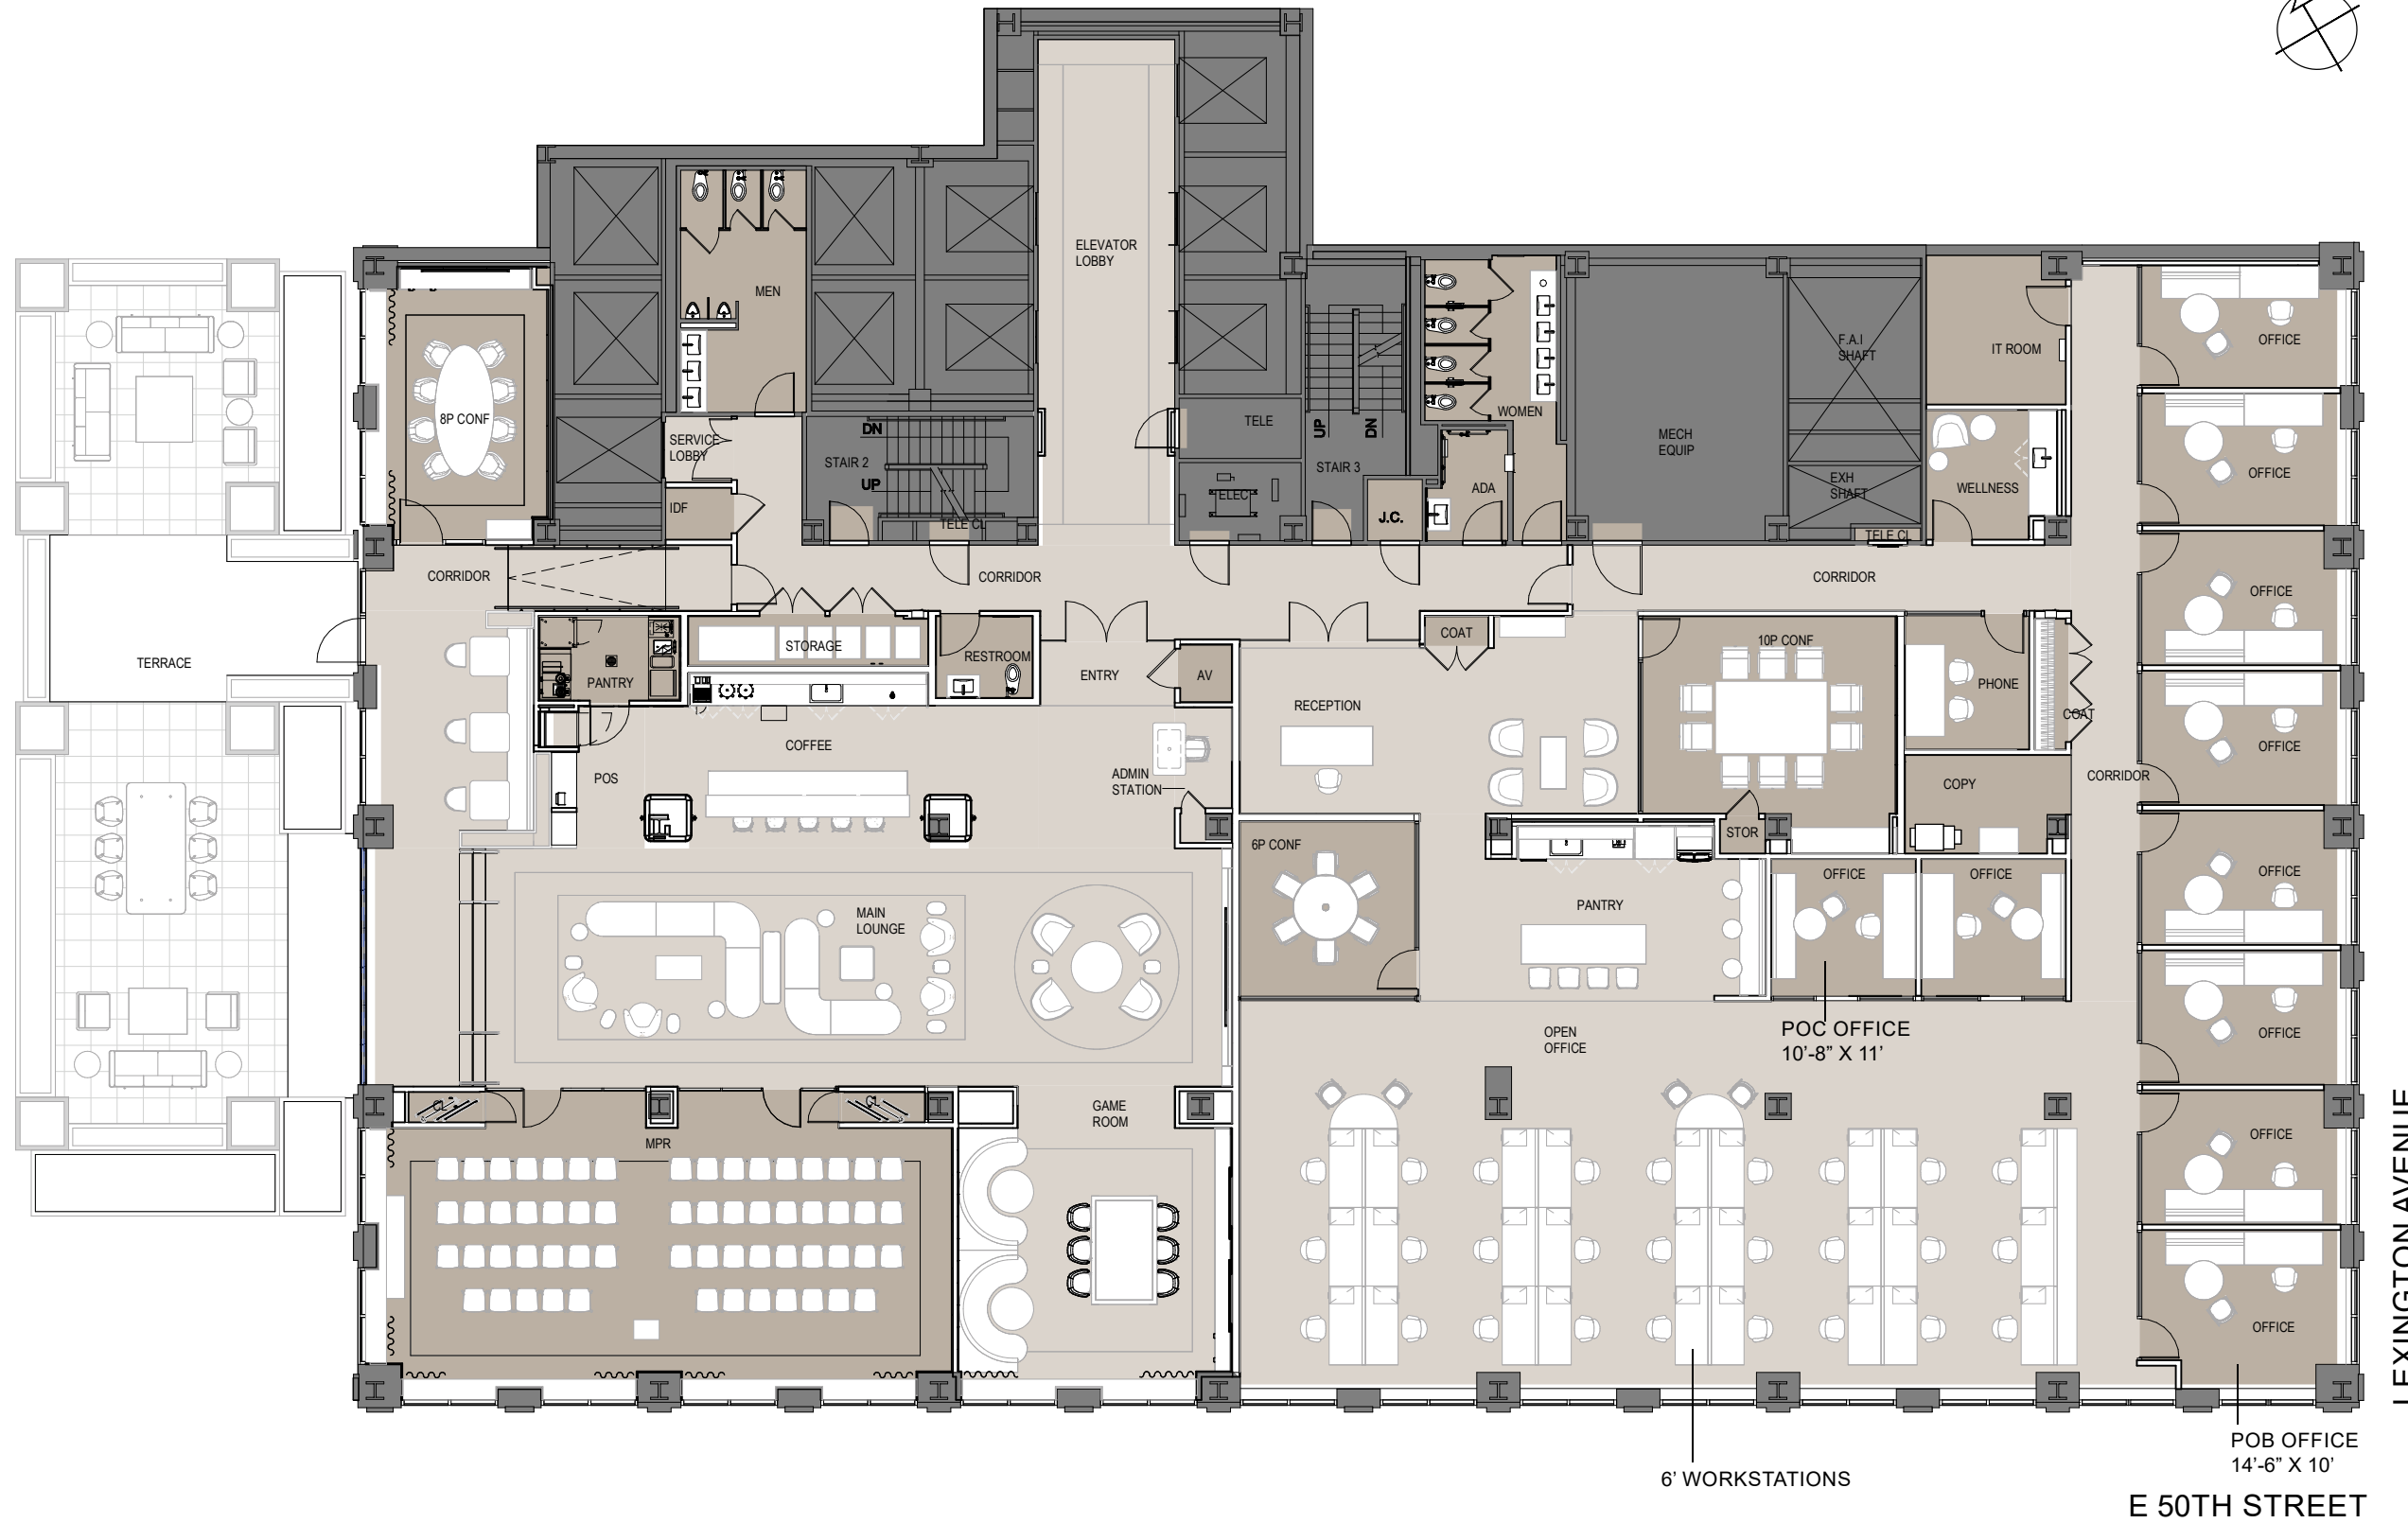 ELEVATOR
LOBBY
MEN
F.A.I
SHAFT
IT ROOM
OFFICE
8P CONF
WOMEN
TELE
MECH
EQUIP
SERVICE
LOBBY
DN
STAIR 2
UP
UP
DN
STAIR 3
OFFICE
EXH
SHAFT
WELLNESS
ADA
ELEC
IDF
J.C.
TELE CL
TELE CL
CORRIDOR
CORRIDOR
CORRIDOR
OFFICE
COAT
10P CONF
STORAGE
RESTROOM
TERRACE
PANTRY
ENTRY
AV
PHONE
RECEPTION
COAT
COFFEE
OFFICE
POS
ADMIN
STATION
COPY
CORRIDOR
STOR
6P CONF
OFFICE
OFFICE
OFFICE
MAIN
LOUNGE
PANTRY
OPEN
OFFICE
POC OFFICE
10'-8” X 11’
OFFICE
CL
CL
GAME
ROOM
MPR
OFFICE
OFFICE
LEXINGTON AVENUE
POB OFFICE
14’-6” X 10’
6’ WORKSTATIONS
E 50TH STREET